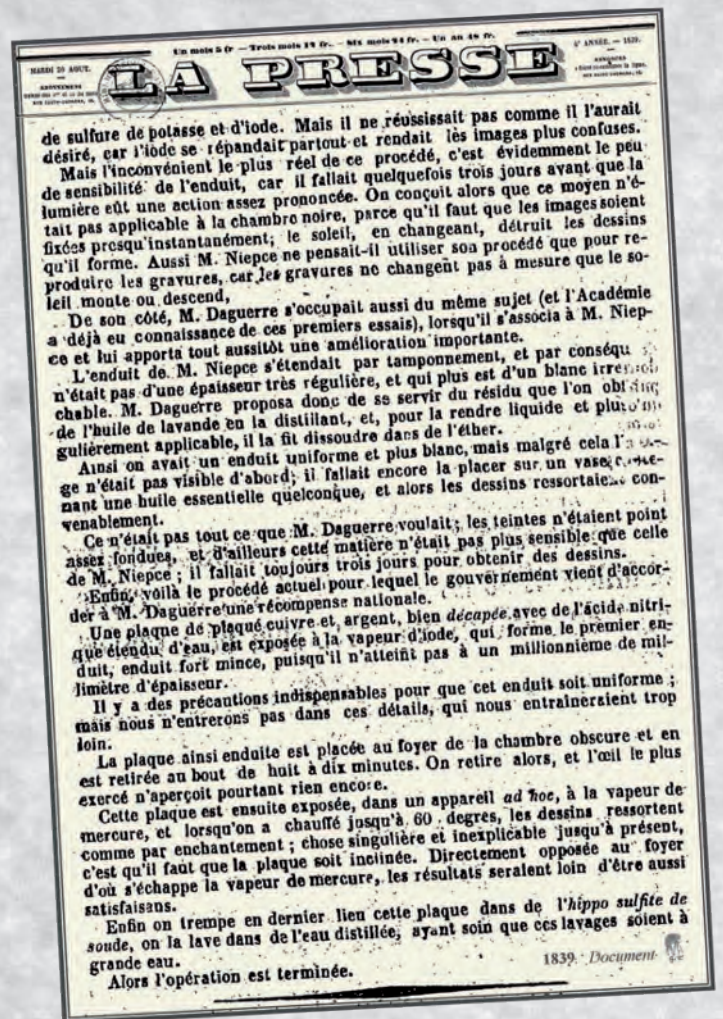 Un mois 5 fr — Trois mois 13 fr. — Six mois 24 fr. — Un an 48 fr.
MARDI 20 AOUT.
ABONNEMENS
LA PRESSE
4e ANNÉE. — 1839.
ANNONCES
de sulfure de potasse et d'iode. Mais il ne réussissait pas comme il l'aurait
désiré, car l'iode se répandait partout et rendait les images plus confuses.
Mais l'inconvénient le plus réel de ce procédé, c'est évidemment le peu
de sensibilité de l'enduit, car il fallait quelquefois trois jours avant que la
lumière eût une action assez prononcée. On conçoit alors que ce moyen n'é-
tait pas applicable à la chambre noire, parce qu'il faut que les images soient
fixées presqu'instantanément; le soleil, en changeant, détruit les dessins
qu'il forme. Aussi M. Niepce ne pensait-il utiliser son procédé que pour re-
produire les gravures, car les gravures ne changent pas à mesure que le so-
leil monte ou descend,
De son côté, M. Daguerre s'occupait aussi du même sujet (et l'Académie
a déjà eu connaissance de ces premiers essais), lorsqu'il s'associa à M. Niep-
ce et lui apporta tout aussitôt une amélioration importante.
L'enduit de M. Niepce s'étendait par tamponnement, et par conséqu
n'était pas d'une épaisseur très régulière, et qui plus est d'un blanc
chable. M. Daguerre proposa donc de se servir du résidu que l'on
de l'huile de lavande en la distillant, et, pour la rendre liquide et
gulièrement applicable, il la fit dissoudre dans de l'éther.
Ainsi on avait un enduit uniforme et plus blanc, mais malgré cela
ge n'était pas visible d'abord; il fallait encore la placer sur un vase
nant une huile essentielle quelconque, et alors les dessins ressortaient con-
venablement.
Ce n'était pas tout ce que M. Daguerre voulait; les teintes n'étaient point
assez fondues, et d'ailleurs cette matière n'était pas plus sensible que celle
de M. Niepce; il fallait toujours trois jours pour obtenir des dessins.
Enfin, voilà le procédé actuel pour lequel le gouvernement vient d'accor-
der à M. Daguerre une récompense nationale.
Une plaque de plaqué cuivre et argent, bien décapée avec de l'acide nitri-
que étendu d'eau, est exposée à la vapeur d'iode, qui forme le premier en-
duit, enduit fort mince, puisqu'il n'atteint pas à un millionnième de mil-
limètre d'épaisseur.
Il y a des précautions indispensables pour que cet enduit soit uniforme;
mais nous n'entrerons pas dans ces détails, qui nous entraîneraient trop
loin.
La plaque ainsi enduite est placée au foyer de la chambre obscure et en
est retirée au bout de huit à dix minutes. On retire alors, et l'œil le plus
exercé n'aperçoit pourtant rien encore.
Cette plaque est ensuite exposée, dans un appareil ad hoc, à la vapeur de
mercure, et lorsqu'on a chauffé jusqu'à 60 degres, les dessins ressortent
comme par enchantement; chose singulière et inexplicable jusqu'à présent,
c'est qu'il faut que la plaque soit inclinée. Directement opposée au foyer
d'où s'échappe la vapeur de mercure, les résultats seraient loin d'être aussi
satisfaisans.
Enfin on trempe en dernier lieu cette plaque dans de l'hippo sulfite de
soude, on la lave dans de l'eau distillée, ayant soin que ces lavages soient à
grande eau.
Alors l'opération est terminée.
1839. Document